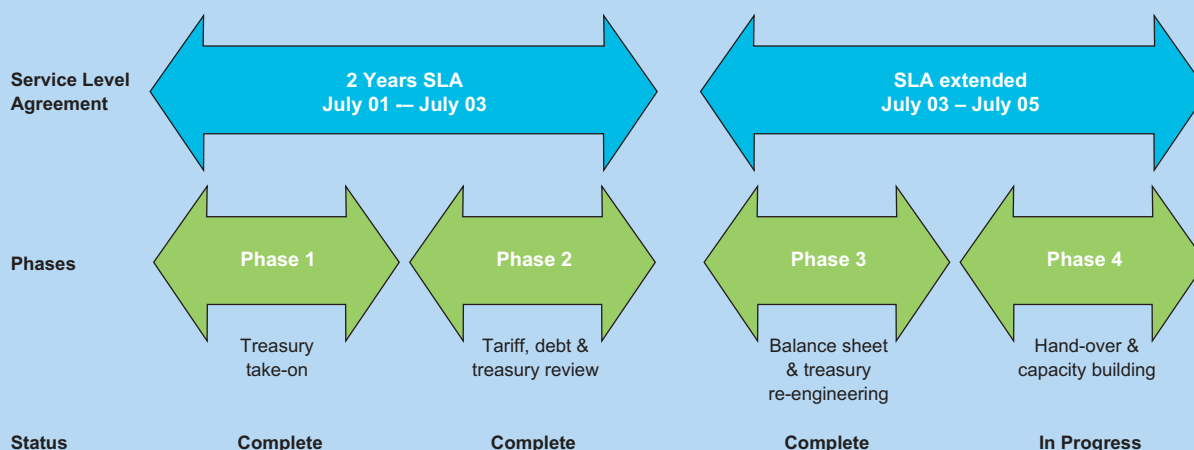 Service Level
Agreement
2 Years SLA
July 01 –– July 03
SLA extended
July 03 – July 05
Phases
Phase 1
Phase 2
Phase 3
Phase 4
Treasury
take-on
Tariff, debt &
treasury review
Balance sheet
& treasury
re-engineering
Hand-over &
capacity building
Status
Complete
Complete
Complete
In Progress